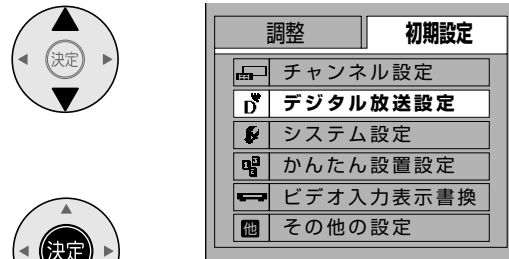 決定
調整 初期設定
チャンネル設定
デジタル放送設定
システム設定
かんたん設置設定
ビデオ入力表示書換
他 その他の設定
決定